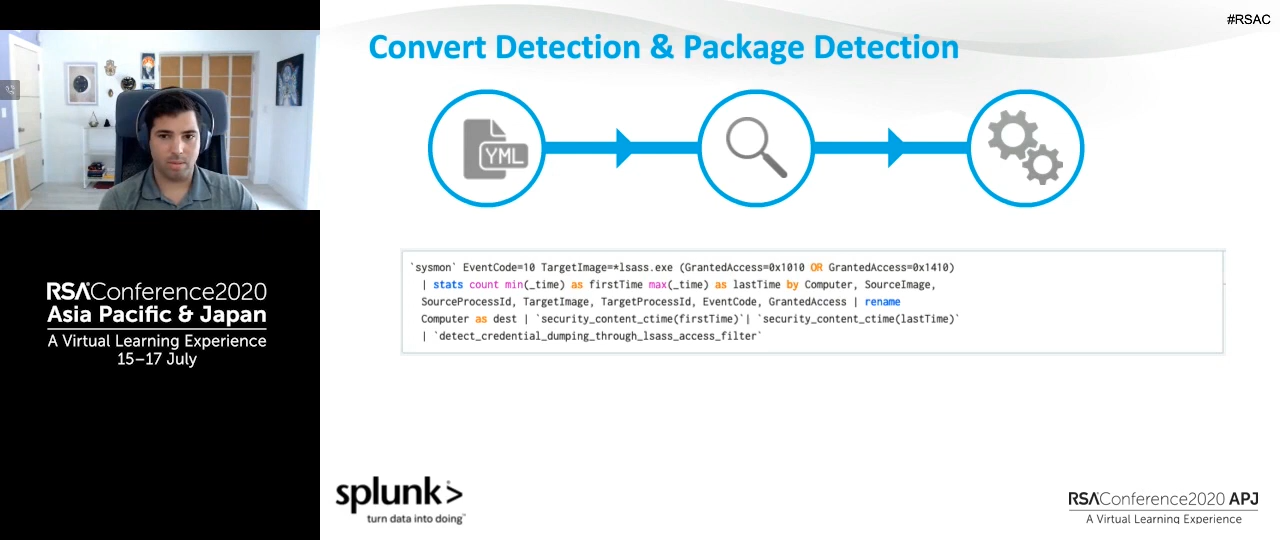 #RSAC
Convert Detection & Package Detection
YML
`sysmon` EventCode=10 TargetImage=*lsass.exe (GrantedAccess=0x1010 OR GrantedAccess=0x1410)
| stats count min(_time) as firstTime max(_time) as lastTime by Computer, SourceImage,
SourceProcessId, TargetImage, TargetProcessId, EventCode, GrantedAccess | rename
Computer as dest | `security_content_ctime(firstTime)`| `security_content_ctime(lastTime)`
| `detect_credential_dumping_through_lsass_access_filter`
RSAConference2020
Asia Pacific & Japan
A Virtual Learning Experience
15–17 July
splunk>
turn data into doing™
RSAConference2020 APJ
A Virtual Learning Experience